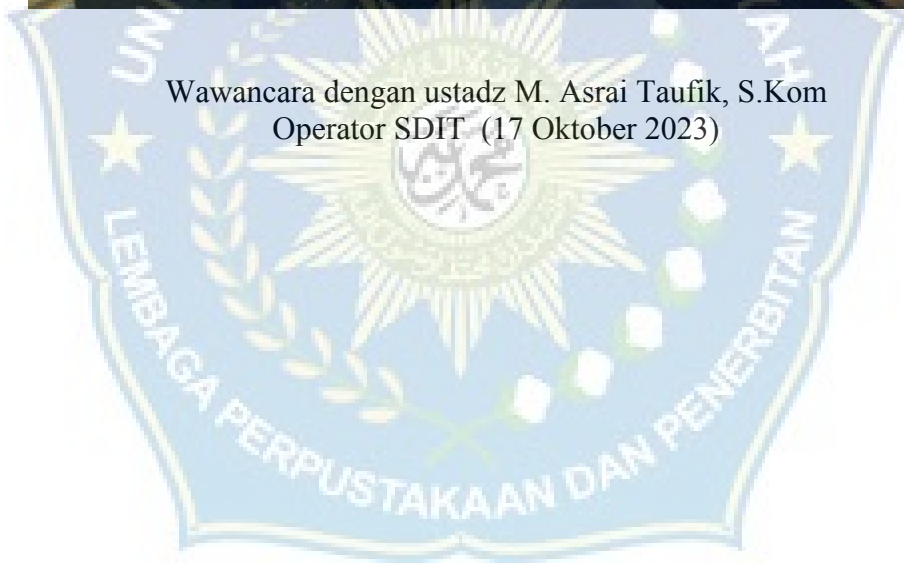 Wawancara dengan ustadz M. Asrai Taufik, S.Kom
Operator SDIT (17 Oktober 2023)
LEMBAGA PERPUSTAKAAN DAN PENERBITAN